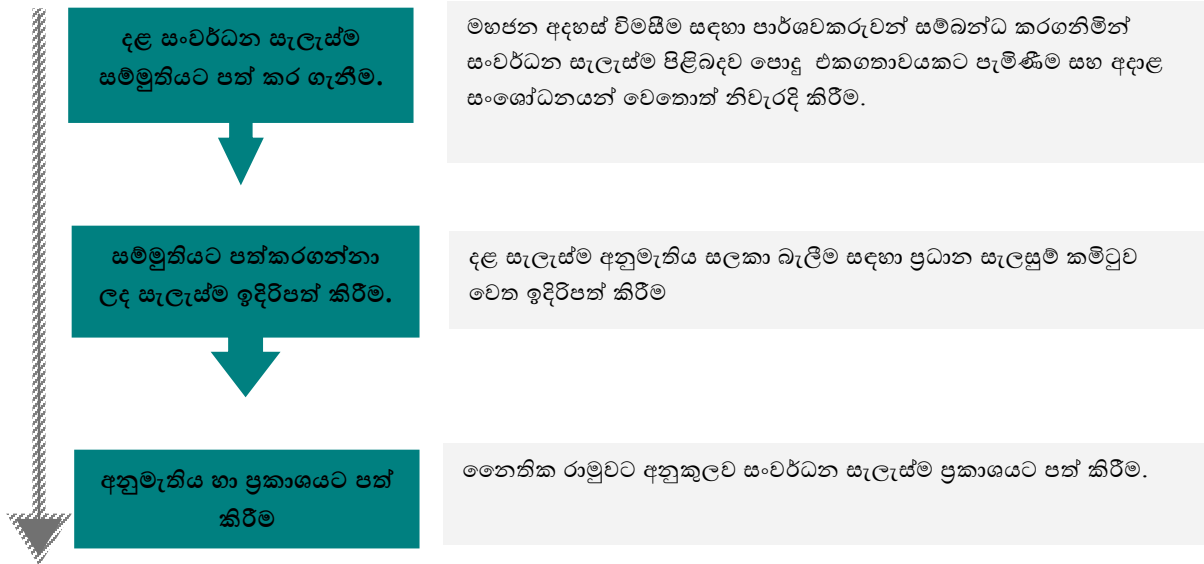 දළ සංවර්ධන සැලැස්ම
සම්මුතියට පත් කර ගැනීම.
මහජන අදහස් විමසීම සඳහා පාර්ශවකරුවන් සම්බන්ධ කරගනිමින්
සංවර්ධන සැලැස්ම පිළිබදව පොදු එකගතාවයකට පැමිණීම සහ අදාළ
සංශෝධනයන් වෙතොත් නිවැරදි කිරීම.
සම්මුතියට පත්කරගන්නා
ලද සැලැස්ම ඉදිරිපත් කිරීම.
දළ සැලැස්ම අනුමැතිය සලකා බැලීම සඳහා ප්‍රධාන සැලසුම් කමිටුව
වෙත ඉදිරිපත් කිරීම
අනුමැතිය හා ප්‍රකාශයට පත්
කිරීම
නෛතික රාමුවට අනුකූලව සංවර්ධන සැලැස්ම ප්‍රකාශයට පත් කිරීම.